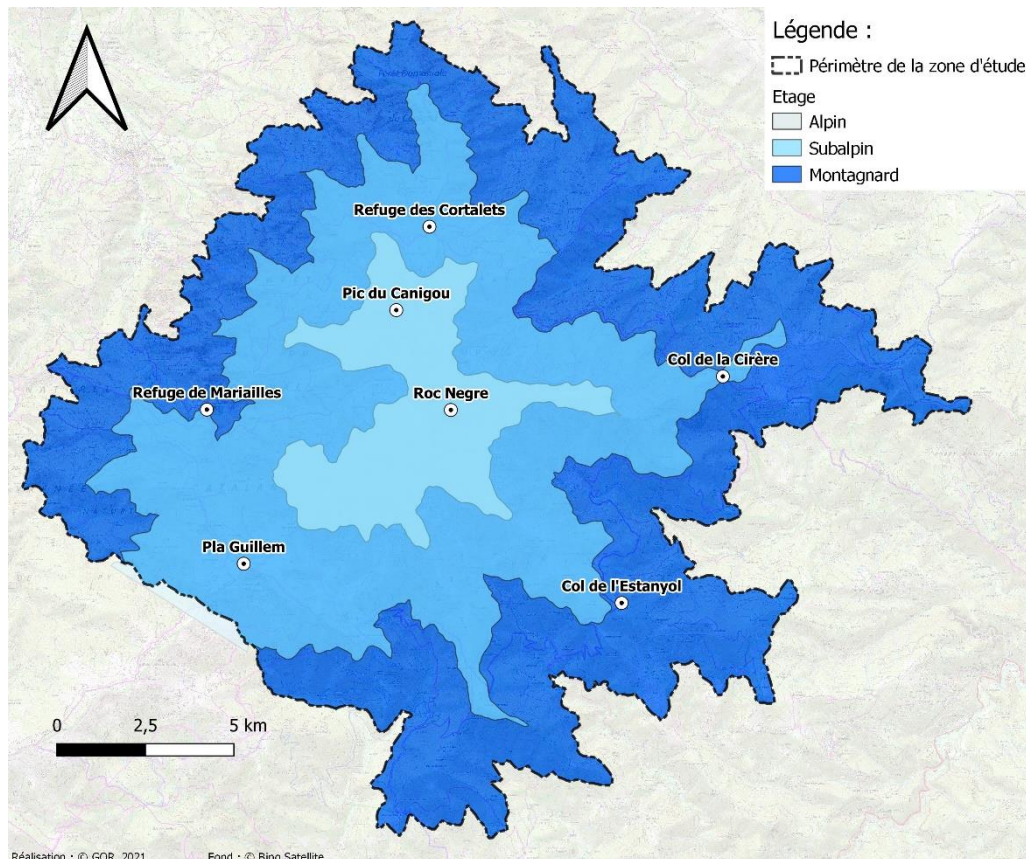 Légende :
Périmètre de la zone d'étude
Etage
Alpin
Subalpin
Montagnard
Refuge des Cortalets
Pic du Canigou
Col de la Cirère
Refuge de Mariailles
Roc Negre
Pla Guillem
Col de l'Estanyol
0 2,5 5 km
Réalisation : © GOR, 2021 Fond : © Bing Satellite